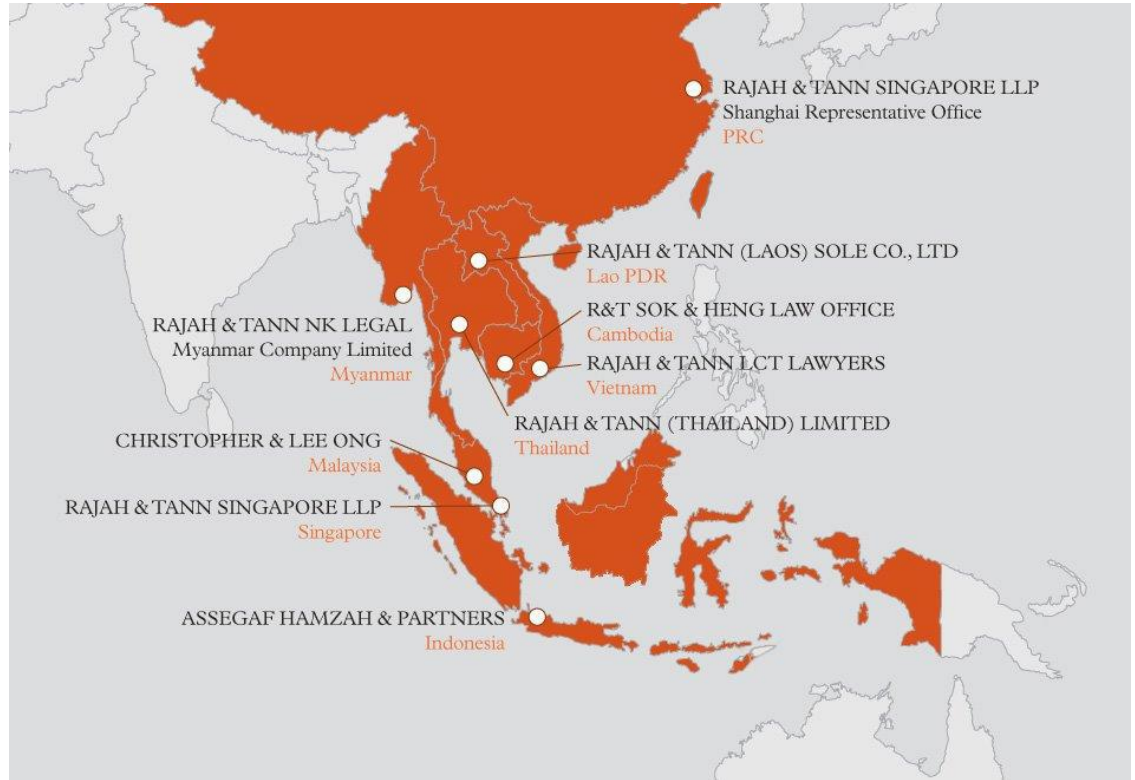 RAJAH & TANN SINGAPORE LLP
Shanghai Representative Office
PRC
RAJAH & TANN (LAOS) SOLE CO., LTD
Lao PDR
R&T SOK & HENG LAW OFFICE
Cambodia
RAJAH & TANN NK LEGAL
Myanmar Company Limited
Myanmar
RAJAH & TANN LCT LAWYERS
Vietnam
RAJAH & TANN (THAILAND) LIMITED
Thailand
CHRISTOPHER & LEE ONG
Malaysia
RAJAH & TANN SINGAPORE LLP
Singapore
ASSEGAF HAMZAH & PARTNERS
Indonesia